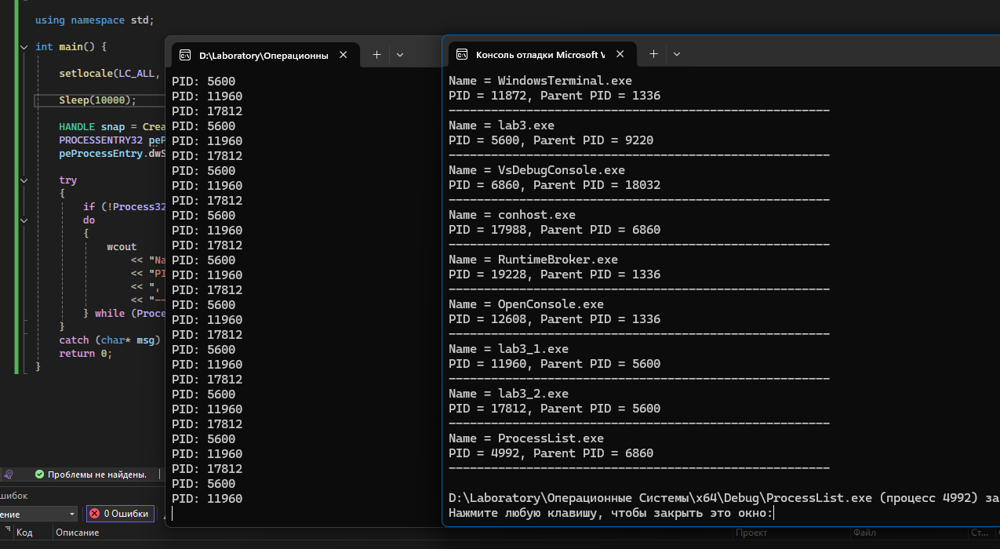 using namespace std;
int main() {
setlocale(LC_ALL,
Sleep(10000);
HANDLE snap = Crea
PROCESSENTRY32 peP
peProcessEntry.dwS
try
{
if (!Process32
do
{
wcout
<< "Na
<< "PI
<< ",
<< "--
} while (Proce
}
catch (char* msg)
return 0;
}
Проблемы не найдены.
шибок
ение
0 Ошибки
Код
Описание
Проект
Файл
Ст...
D:\Laboratory\Операционны
PID: 5600
PID: 11960
PID: 17812
PID: 5600
PID: 11960
PID: 17812
PID: 5600
PID: 11960
PID: 17812
PID: 5600
PID: 11960
PID: 17812
PID: 5600
PID: 11960
PID: 17812
PID: 5600
PID: 11960
PID: 17812
PID: 5600
PID: 11960
PID: 17812
PID: 5600
PID: 11960
PID: 17812
PID: 5600
PID: 11960
PID: 17812
PID: 5600
PID: 11960
Консоль отладки Microsoft V
Name = WindowsTerminal.exe
PID = 11872, Parent PID = 1336
------------------------------------------------------
Name = lab3.exe
PID = 5600, Parent PID = 9220
------------------------------------------------------
Name = VsDebugConsole.exe
PID = 6860, Parent PID = 18032
------------------------------------------------------
Name = conhost.exe
PID = 17988, Parent PID = 6860
------------------------------------------------------
Name = RuntimeBroker.exe
PID = 19228, Parent PID = 1336
------------------------------------------------------
Name = OpenConsole.exe
PID = 12608, Parent PID = 1336
------------------------------------------------------
Name = lab3_1.exe
PID = 11960, Parent PID = 5600
------------------------------------------------------
Name = lab3_2.exe
PID = 17812, Parent PID = 5600
------------------------------------------------------
Name = ProcessList.exe
PID = 4992, Parent PID = 6860
------------------------------------------------------
D:\Laboratory\Операционные Системы\x64\Debug\ProcessList.exe (процесс 4992) за
Нажмите любую клавишу, чтобы закрыть это окно: